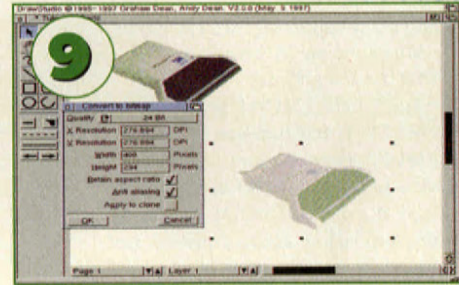 DrawStudio ©1995-1997 Graham Dean, Andy Dean. V2.0.0 (May 5 1997)
9
Convert to bitmap
Quality 24 Bit
X Resolution 276.894 DPI
Y Resolution 276.894 DPI
Width 408 Pixels
Height 294 Pixels
Retain aspect ratio
Anti aliasing
Apply to clone
OK Cancel
Page 1 Layer 1